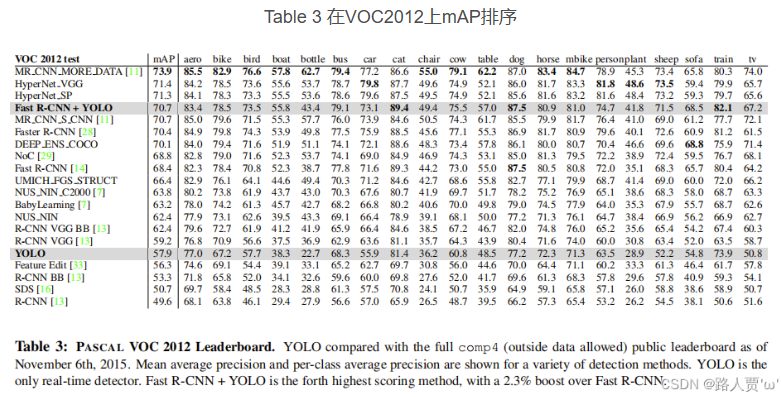 Table 3 在VOC2012上mAP排序
VOC 2012 test mAP aero bike bird boat bottle bus car cat chair cow table dog horse mbike person plant sheep sofa train tv
MR_CNN_MORE_DATA [11] 73.9 85.5 82.9 76.6 57.8 62.7 79.4 77.2 86.6 55.0 79.1 62.2 87.0 83.4 84.7 78.9 45.3 73.4 65.8 80.3 74.0
HyperNet_VGG 71.4 84.2 78.5 73.6 55.6 53.7 78.7 79.8 87.7 49.6 74.9 52.1 86.0 81.7 83.3 81.8 48.6 73.5 59.4 79.9 65.7
HyperNet_SP 71.3 84.1 78.3 73.3 55.5 53.6 78.6 79.6 87.5 49.5 74.9 52.1 85.6 81.6 83.2 81.6 48.4 73.2 59.3 79.7 65.6
Fast R-CNN + YOLO 70.7 83.4 78.5 73.5 55.8 43.4 79.1 73.1 89.4 49.4 75.5 57.0 87.5 80.9 81.0 74.7 41.8 71.5 68.5 82.1 67.2
MR_CNN_S_CNN [11] 70.7 85.0 79.6 71.5 55.3 57.7 76.0 73.9 84.6 50.5 74.3 61.7 85.5 79.9 81.7 76.4 41.0 69.0 61.2 77.7 72.1
Faster R-CNN [28] 70.4 84.9 79.8 74.3 53.9 49.8 77.5 75.9 88.5 45.6 77.1 55.3 86.9 81.7 80.9 79.6 40.1 72.6 60.9 81.2 61.5
DEEP_ENS_COCO 70.1 84.0 79.4 71.6 51.9 51.1 74.1 72.1 88.6 48.3 73.4 57.8 86.1 80.0 80.7 70.4 46.6 69.6 68.8 75.9 71.4
NoC [29] 68.8 82.8 79.0 71.6 52.3 53.7 74.1 69.0 84.9 46.9 74.3 53.1 85.0 81.3 79.5 72.2 38.9 72.4 59.5 76.7 68.1
Fast R-CNN [14] 68.4 82.3 78.4 70.8 52.3 38.7 77.8 71.6 89.3 44.2 73.0 55.0 87.5 80.5 80.8 72.0 35.1 68.3 65.7 80.4 64.2
UMICH_FGS_STRUCT 66.4 82.9 76.1 64.1 44.6 49.4 70.3 71.2 84.6 42.7 68.6 55.8 82.7 77.1 79.9 68.7 41.4 69.0 60.0 72.0 66.2
NUS_NIN_C2000 [7] 63.8 80.2 73.8 61.9 43.7 43.0 70.3 67.6 80.7 41.9 69.7 51.7 78.2 75.2 76.9 65.1 38.6 68.3 58.0 68.7 63.3
BabyLearning [7] 63.2 78.0 74.2 61.3 45.7 42.7 68.2 66.8 80.2 40.6 70.0 49.8 79.0 74.5 77.9 64.0 35.3 67.9 55.7 68.7 62.6
NUS_NIN 62.4 77.9 73.1 62.6 39.5 43.3 69.1 66.4 78.9 39.1 68.1 50.0 77.2 71.3 76.1 64.7 38.4 66.9 56.2 66.9 62.7
R-CNN VGG BB [13] 62.4 79.6 72.7 61.9 41.2 41.9 65.9 66.4 84.6 38.5 67.2 46.7 82.0 74.8 76.0 65.2 35.6 65.4 54.2 67.4 60.3
R-CNN VGG [13] 59.2 76.8 70.9 56.6 37.5 36.9 62.9 63.6 81.1 35.7 64.3 43.9 80.4 71.6 74.0 60.0 30.8 63.4 52.0 63.5 58.7
YOLO 57.9 77.0 67.2 57.7 38.3 22.7 68.3 55.9 81.4 36.2 60.8 48.5 77.2 72.3 71.3 63.5 28.9 52.2 54.8 73.9 50.8
Feature Edit [33] 56.3 74.6 69.1 54.4 39.1 33.1 65.2 62.7 69.7 30.8 56.0 44.6 70.0 64.4 71.1 60.2 33.3 61.3 46.4 61.7 57.8
R-CNN BB [13] 53.3 71.8 65.8 52.0 34.1 32.6 59.6 60.0 69.8 27.6 52.0 41.7 69.6 61.3 68.3 57.8 29.6 57.8 40.9 59.3 54.1
SDS [16] 50.7 69.7 58.4 48.5 28.3 28.8 61.3 57.5 70.8 24.1 50.7 35.9 64.9 59.1 65.8 57.1 26.0 58.8 38.6 58.9 50.7
R-CNN [13] 49.6 68.1 63.8 46.1 29.4 27.9 56.6 57.0 65.9 26.5 48.7 39.5 66.2 57.3 65.4 53.2 26.2 54.5 38.1 50.6 51.6
Table 3: PASCAL VOC 2012 Leaderboard. YOLO compared with the full comp4 (outside data allowed) public leaderboard as
of November 6th, 2015. Mean average precision and per-class average precision are shown for a variety of detection methods. YOLO is the
only real-time detector. Fast R-CNN + YOLO is the forth highest scoring method, with a 2.3% boost over Fast R-CNN.
CSDN @路人贾'ω'